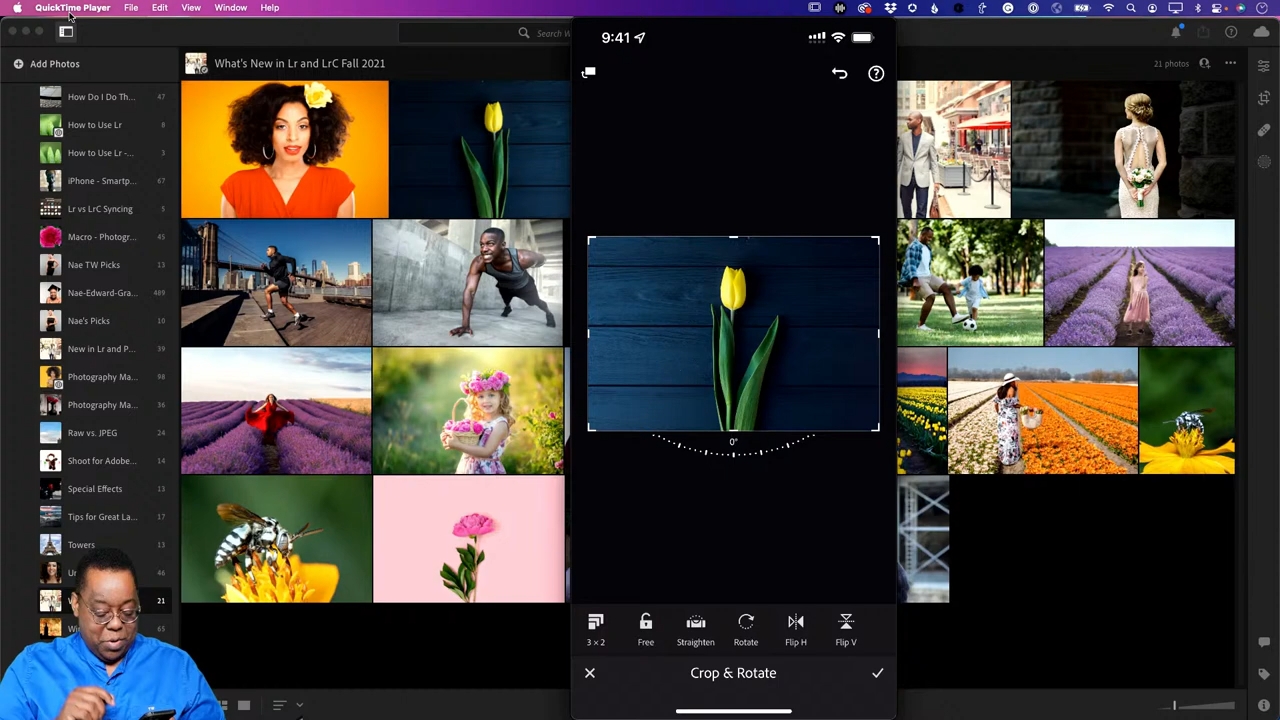 QuickTime Player File Edit View Window Help
Search
Add Photos
What's New in Lr and LrC Fall 2021
21 photos
How Do I Do Th... 47
How to Use Lr 8
How to Use Lr -... 3
iPhone - Smartp... 67
Lr vs LrC Syncing 5
Macro - Photogr... 45
Nae TW Picks 13
Nae-Edward-Gra... 489
Nae's Picks 10
New in Lr and P... 39
Photography Ma... 98
Photography Ma... 36
Raw vs. JPEG 24
Shoot for Adobe... 14
Special Effects 13
Tips for Great La... 17
Towers 12
21
65
9:41
0°
3 × 2 Free Straighten Rotate Flip H Flip V
Crop & Rotate